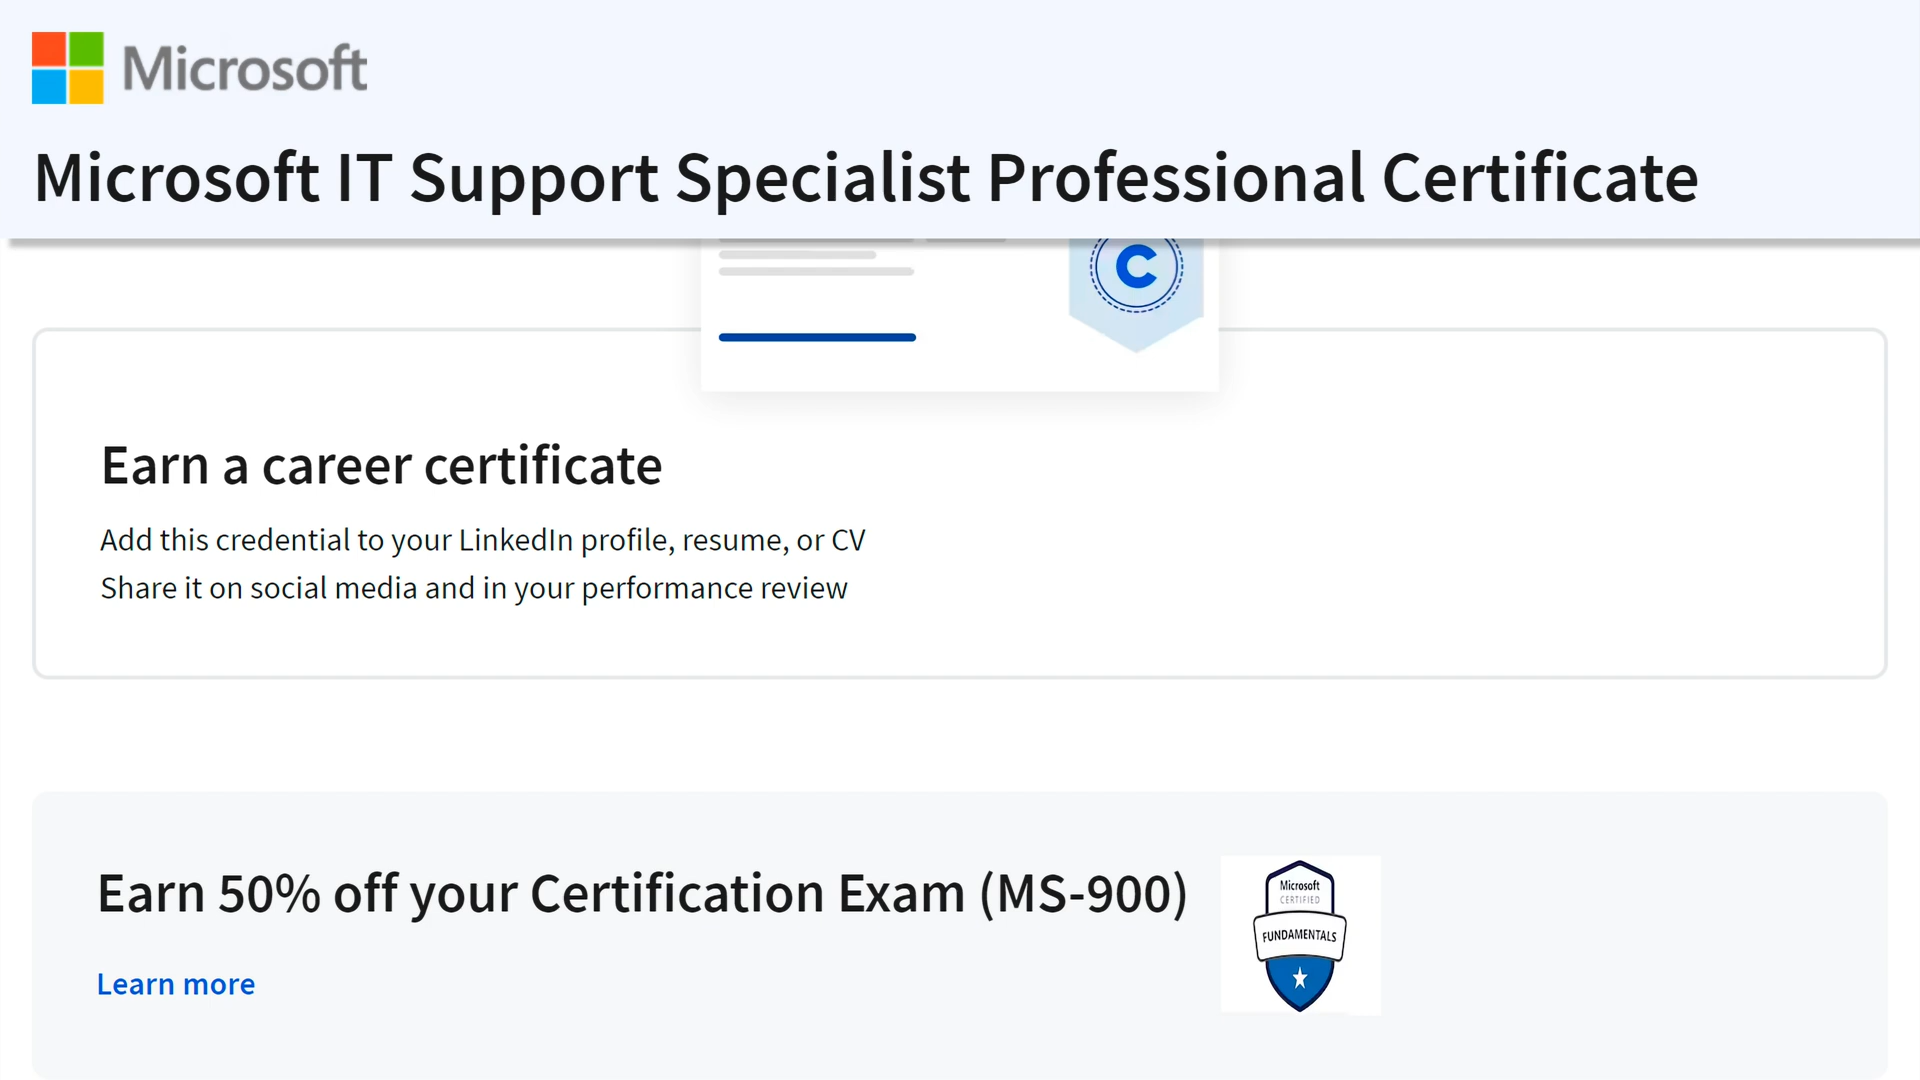 Microsoft
Microsoft IT Support Specialist Professional Certificate
C
Earn a career certificate
Add this credential to your LinkedIn profile, resume, or CV
Share it on social media and in your performance review
Earn 50% off your Certification Exam (MS-900)
Microsoft
CERTIFIED
FUNDAMENTALS
Learn more